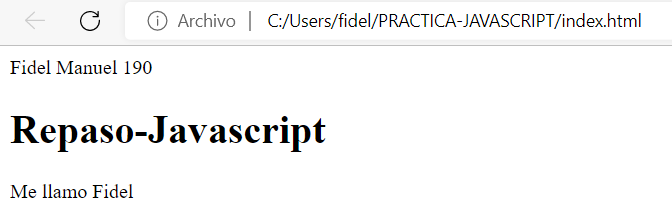 Archivo | C:/Users/fidel/PRACTICA-JAVASCRIPT/index.html
Fidel Manuel 190
Repaso-Javascript
Me llamo Fidel